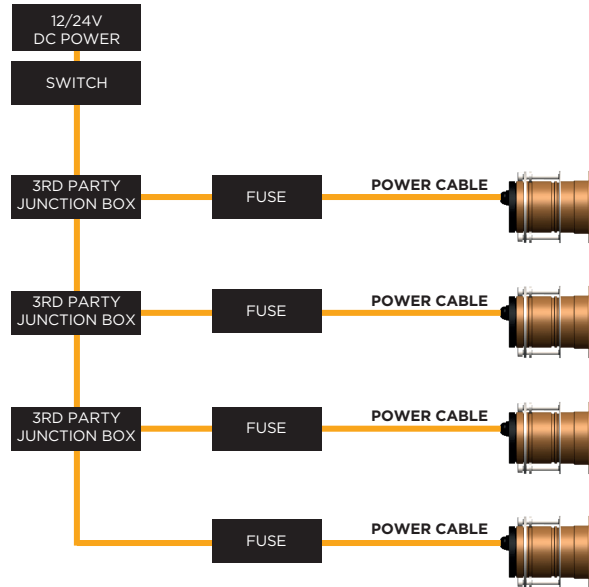 12/24V
DC POWER
SWITCH
3RD PARTY
JUNCTION BOX
FUSE
POWER CABLE
3RD PARTY
JUNCTION BOX
FUSE
POWER CABLE
3RD PARTY
JUNCTION BOX
FUSE
POWER CABLE
FUSE
POWER CABLE